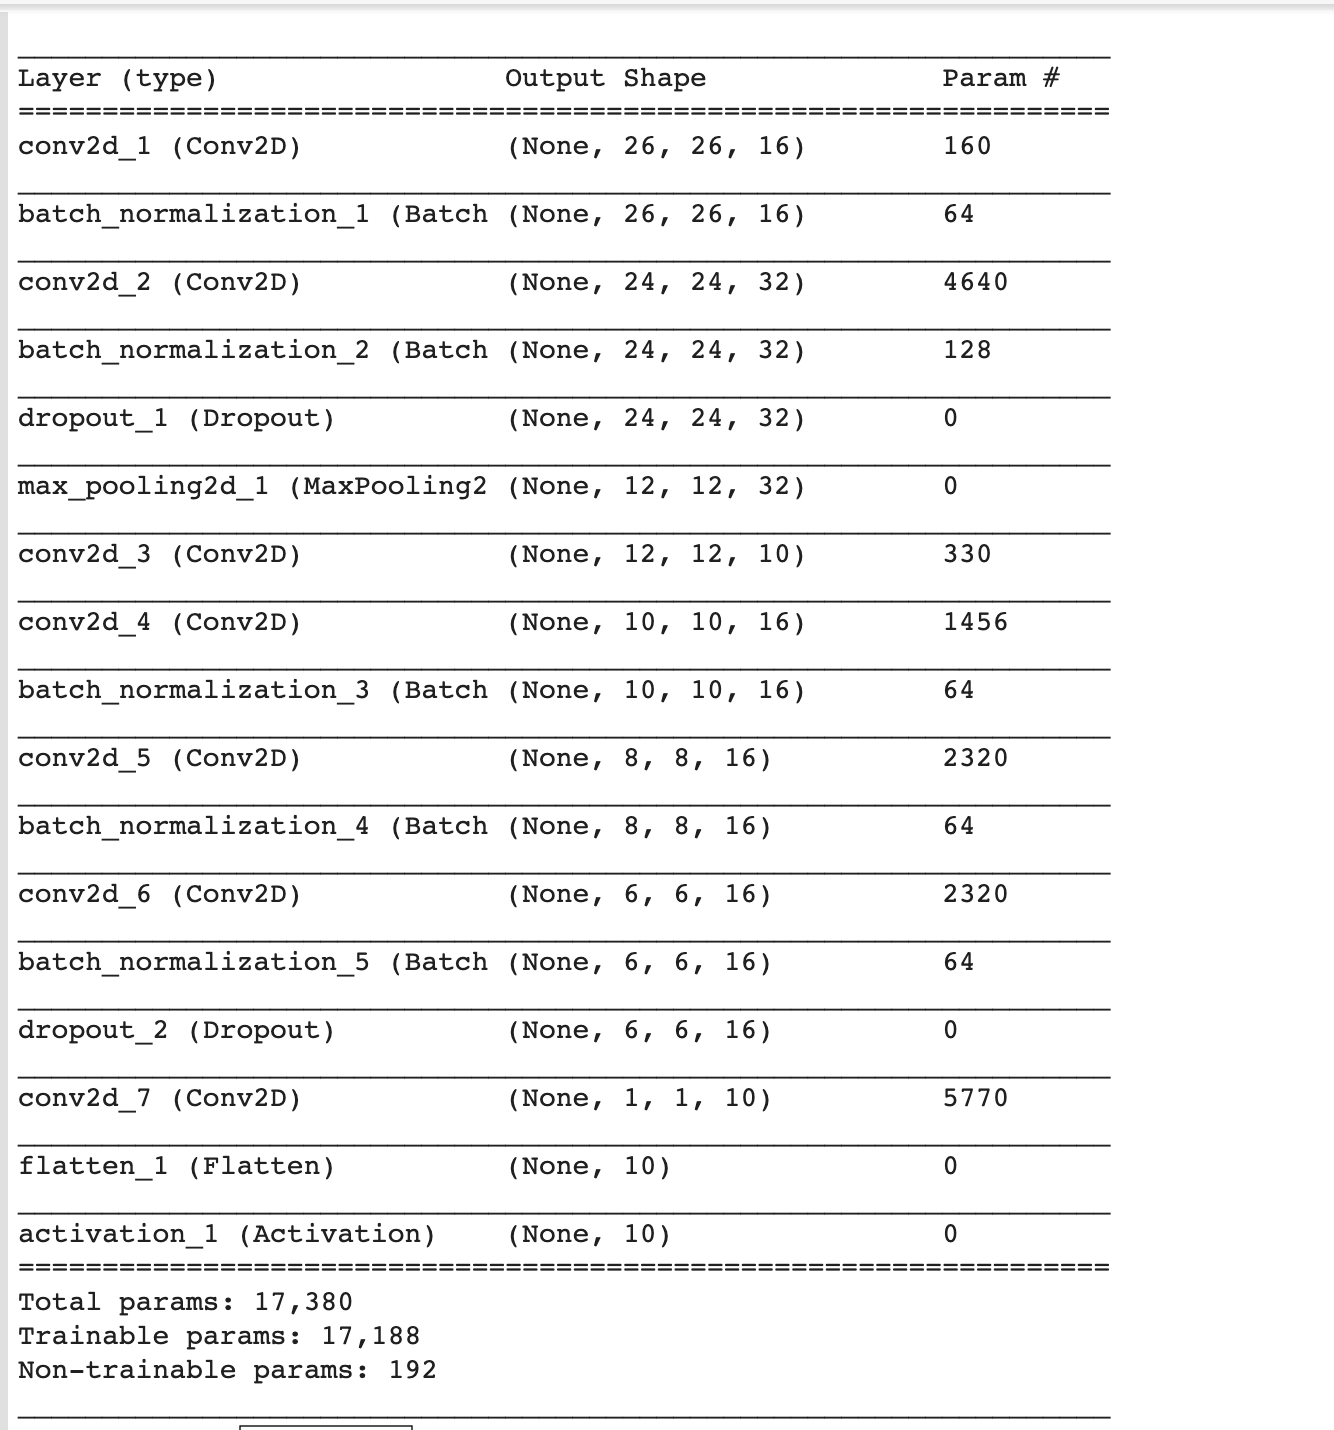 Layer (type) Output Shape Param #
=================================================================
conv2d_1 (Conv2D) (None, 26, 26, 16) 160
batch_normalization_1 (Batch (None, 26, 26, 16) 64
conv2d_2 (Conv2D) (None, 24, 24, 32) 4640
batch_normalization_2 (Batch (None, 24, 24, 32) 128
dropout_1 (Dropout) (None, 24, 24, 32) 0
max_pooling2d_1 (MaxPooling2 (None, 12, 12, 32) 0
conv2d_3 (Conv2D) (None, 12, 12, 10) 330
conv2d_4 (Conv2D) (None, 10, 10, 16) 1456
batch_normalization_3 (Batch (None, 10, 10, 16) 64
conv2d_5 (Conv2D) (None, 8, 8, 16) 2320
batch_normalization_4 (Batch (None, 8, 8, 16) 64
conv2d_6 (Conv2D) (None, 6, 6, 16) 2320
batch_normalization_5 (Batch (None, 6, 6, 16) 64
dropout_2 (Dropout) (None, 6, 6, 16) 0
conv2d_7 (Conv2D) (None, 1, 1, 10) 5770
flatten_1 (Flatten) (None, 10) 0
activation_1 (Activation) (None, 10) 0
=================================================================
Total params: 17,380
Trainable params: 17,188
Non-trainable params: 192